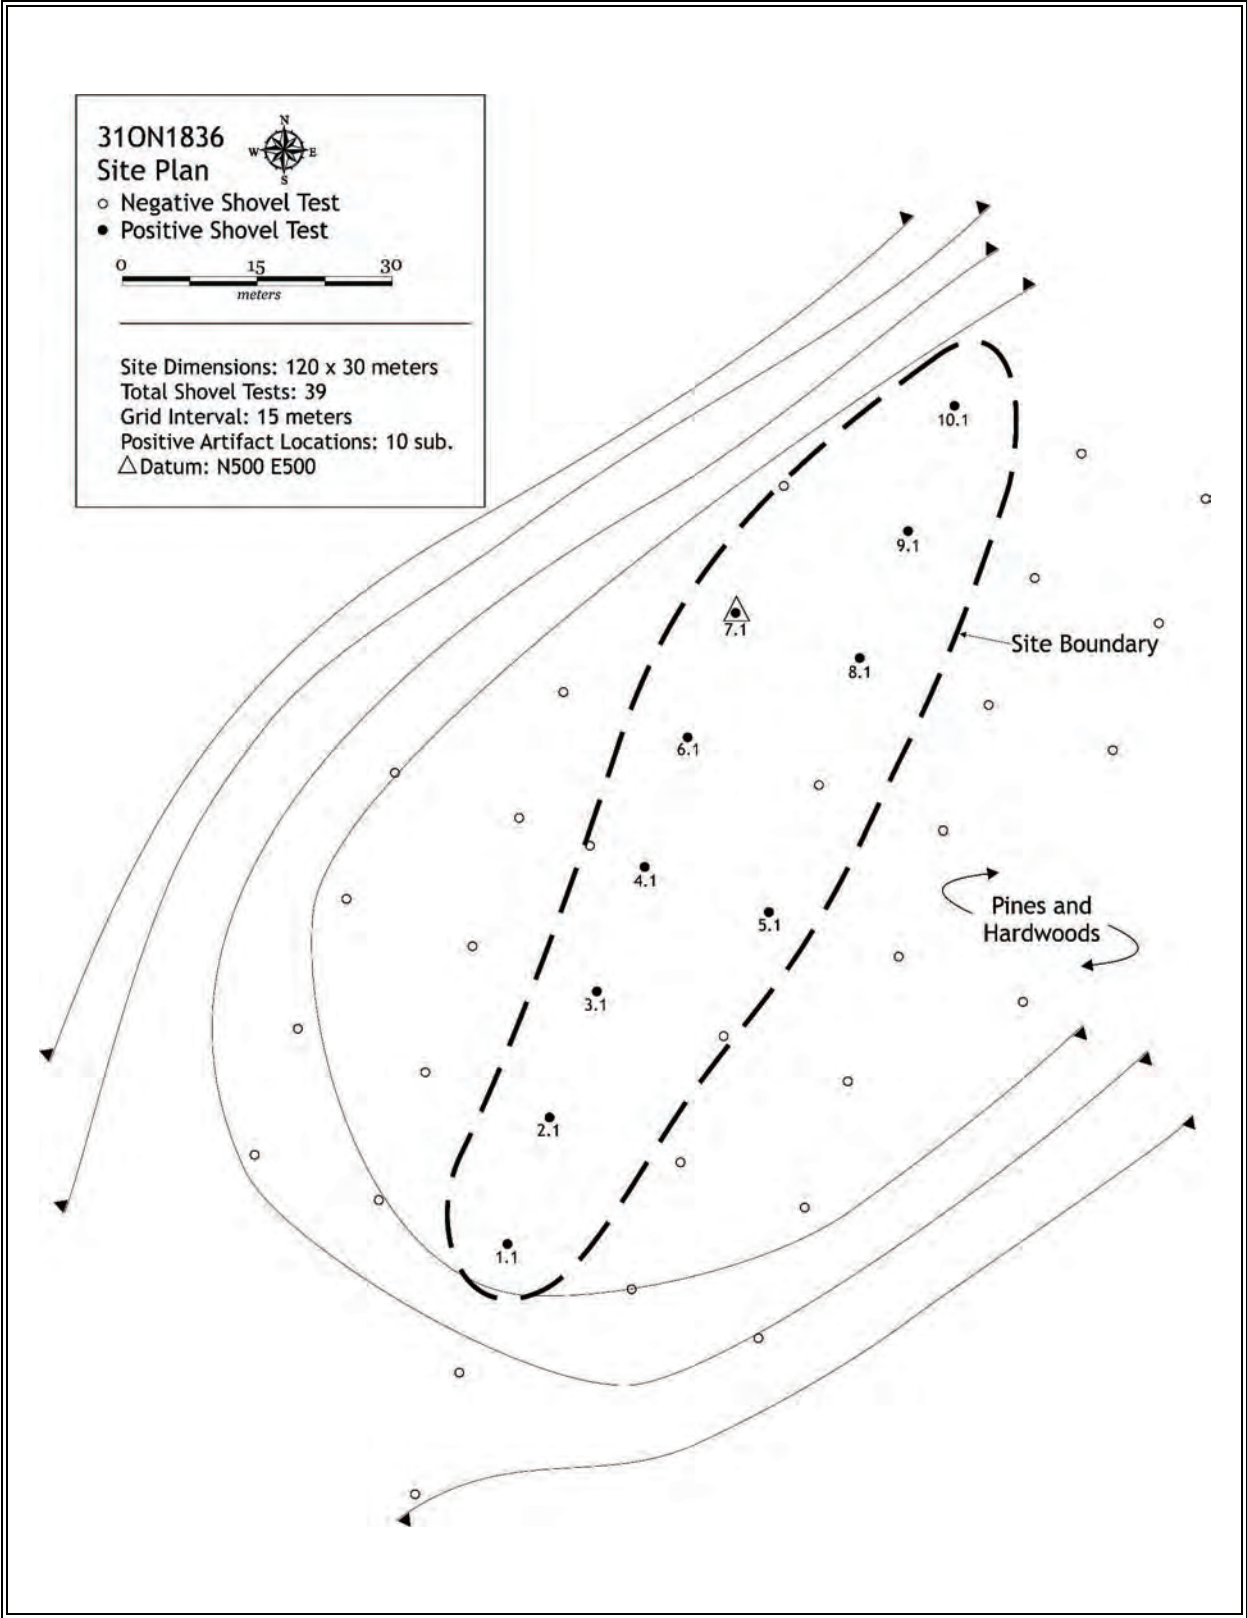 31ON1836
Site Plan
N
W E
S
Negative Shovel Test
Positive Shovel Test
0 15 30
meters
Site Dimensions: 120 x 30 meters
Total Shovel Tests: 39
Grid Interval: 15 meters
Positive Artifact Locations: 10 sub.
Datum: N500 E500
10.1
9.1
7.1
Site Boundary
8.1
6.1
4.1
Pines and
Hardwoods
5.1
3.1
2.1
1.1